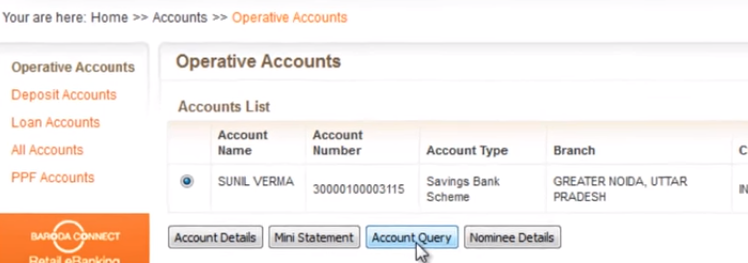 Your are here: Home >> Accounts >> Operative Accounts
Operative Accounts
Deposit Accounts
Loan Accounts
All Accounts
PPF Accounts
BARODA CONNECT
Retail eBanking
Operative Accounts
Accounts List
Account Name Account Number Account Type Branch C
SUNIL VERMA 30000100003115 Savings Bank Scheme GREATER NOIDA, UTTAR PRADESH IN
Account Details Mini Statement Account Query Nominee Details